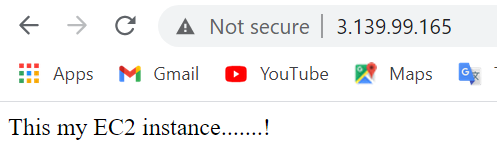 Not secure | 3.139.99.165
Apps Gmail YouTube Maps
This my EC2 instance.......!